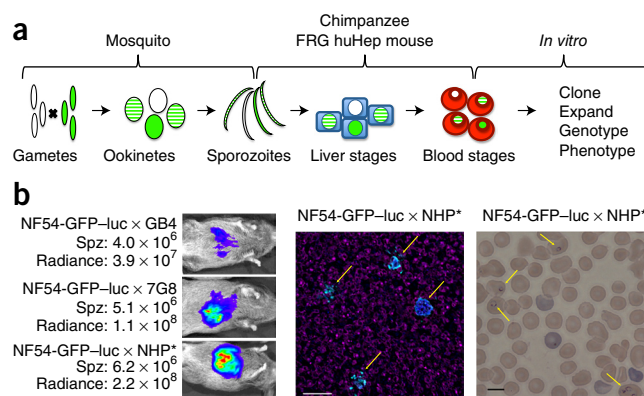 a
Mosquito
Chimpanzee
FRG huHep mouse
In vitro
Gametes
Ookinetes
Sporozoites
Liver stages
Blood stages
Clone
Expand
Genotype
Phenotype
b
NF54-GFP–luc × GB4
Spz: 4.0 × 10⁶
Radiance: 3.9 × 10⁷
NF54-GFP–luc × 7G8
Spz: 5.1 × 10⁶
Radiance: 1.1 × 10⁸
NF54-GFP–luc × NHP*
Spz: 6.2 × 10⁶
Radiance: 2.2 × 10⁸
NF54-GFP–luc × NHP*
NF54-GFP–luc × NHP*